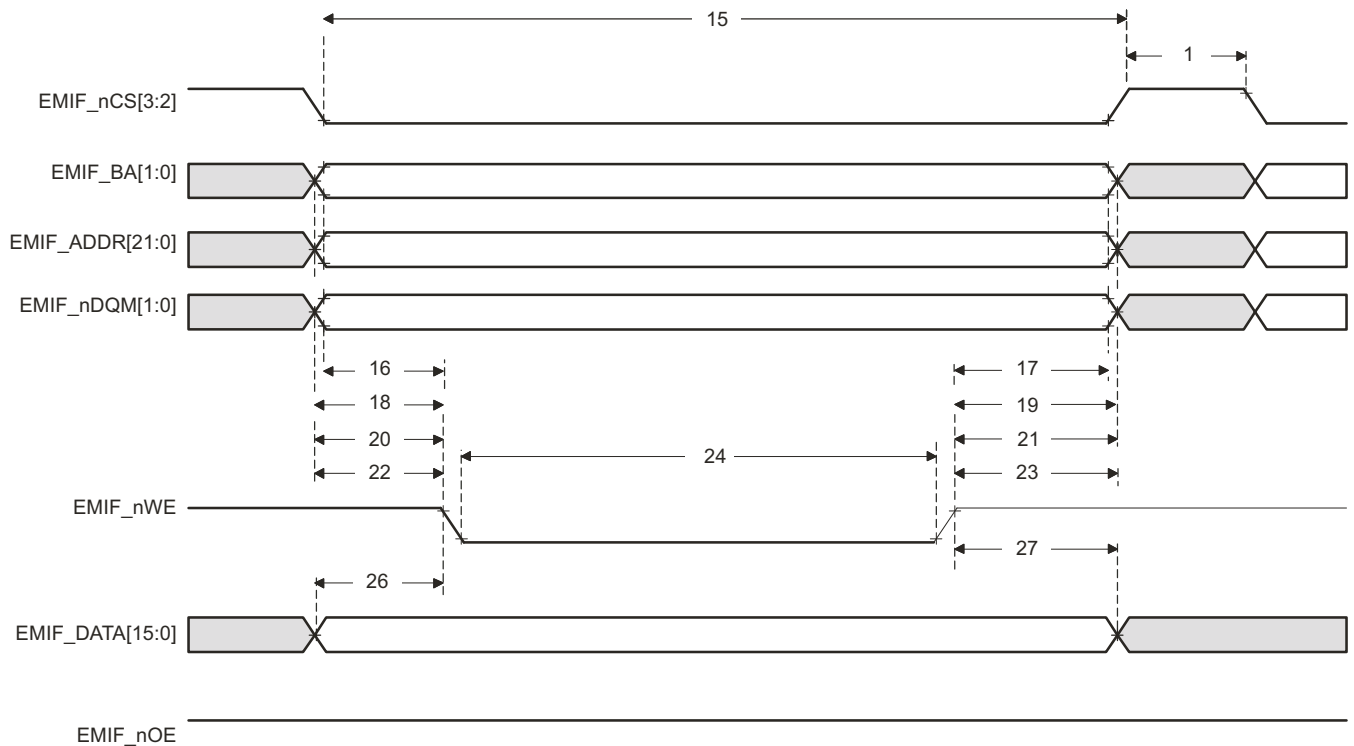 15
1
EMIF_nCS[3:2]
EMIF_BA[1:0]
EMIF_ADDR[21:0]
EMIF_nDQM[1:0]
16
17
18
19
20
21
22
24
23
EMIF_nWE
27
26
EMIF_DATA[15:0]
EMIF_nOE